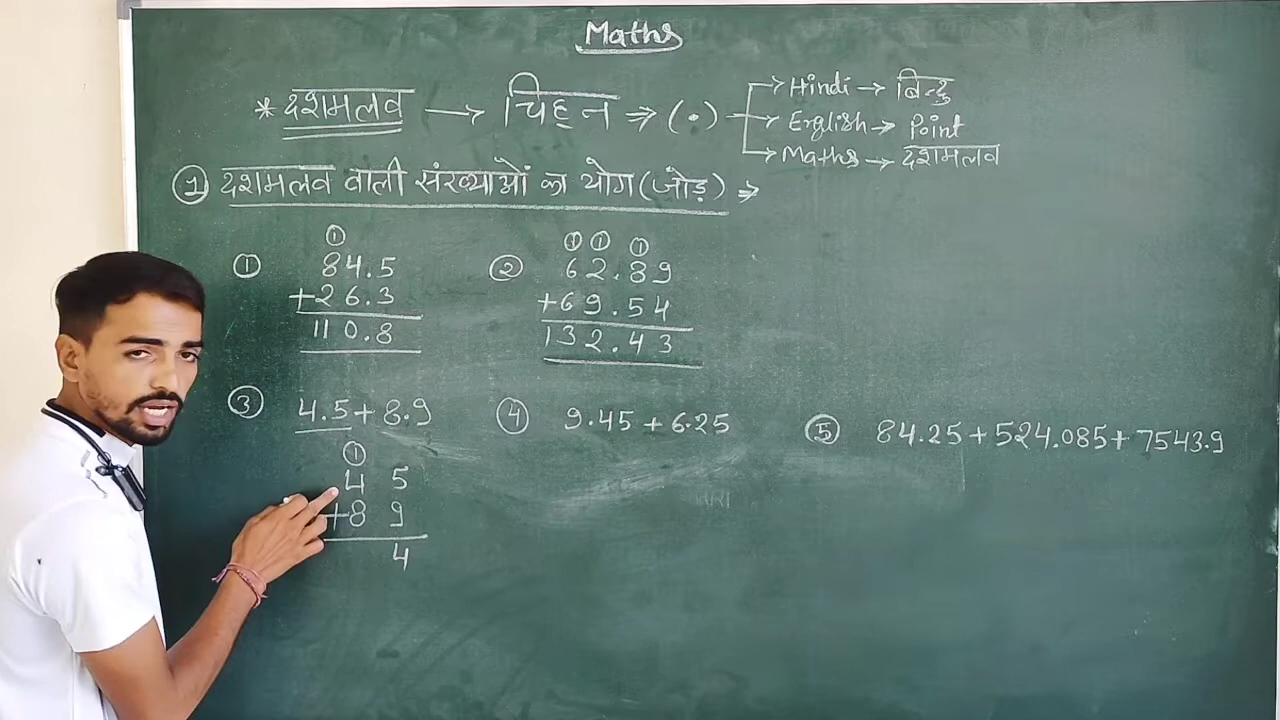 Maths
* दशमलव → चिह्न ⇒ (.)
→ Hindi → बिन्दु
→ English → Point
→ Maths → दशमलव
① दशमलव वाली संख्याओं का योग (जोड़) ⇒
① ①
84.5
+26.3
110.8
② ① ① ①
62.89
+69.54
132.43
③ 4.5+8.9
①
4 5
+8 9
4
④ 9.45 + 6.25
⑤ 84.25+524.085+7543.9